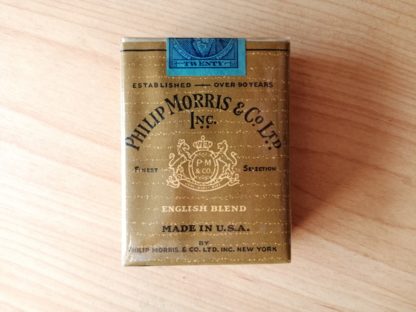 TWENTY
ESTABLISHED — OVER 90 YEARS
PHILIP MORRIS & Co. LTD.
INC.
FINEST SELECTION
P·M
& CO.
ENGLISH BLEND
MADE IN U.S.A.
BY
PHILIP MORRIS & CO. LTD. INC. NEW YORK